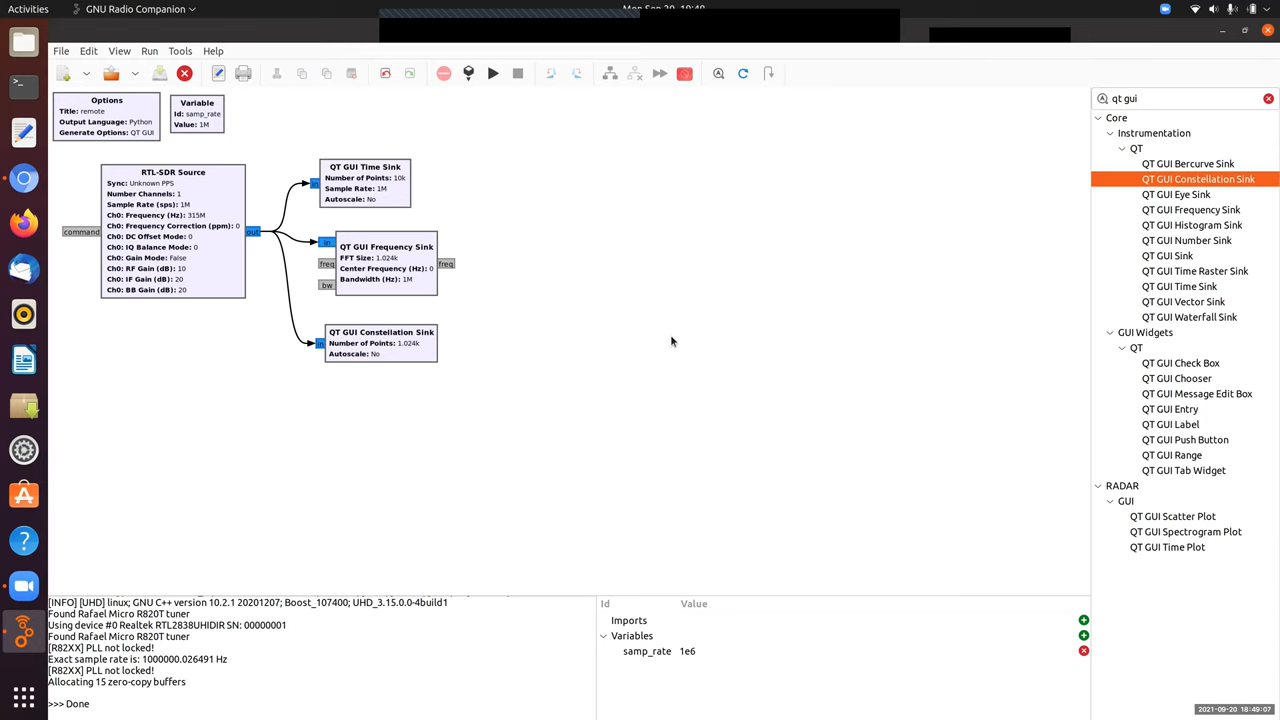 Activities
GNU Radio Companion
File Edit View Run Tools Help
Options
Title: remote
Output Language: Python
Generate Options: QT GUI
Variable
Id: samp_rate
Value: 1M
RTL-SDR Source
Sync: Unknown PPS
Number Channels: 1
Sample Rate (sps): 1M
Ch0: Frequency (Hz): 315M
Ch0: Frequency Correction (ppm): 0
Ch0: DC Offset Mode: 0
Ch0: IQ Balance Mode: 0
Ch0: Gain Mode: False
Ch0: RF Gain (dB): 10
Ch0: IF Gain (dB): 20
Ch0: BB Gain (dB): 20
command
out
QT GUI Time Sink
Number of Points: 10k
Sample Rate: 1M
Autoscale: No
in
QT GUI Frequency Sink
FFT Size: 1.024k
Center Frequency (Hz): 0
Bandwidth (Hz): 1M
in
freq
bw
freq
QT GUI Constellation Sink
Number of Points: 1.024k
Autoscale: No
in
qt gui
Core
Instrumentation
QT
QT GUI Bercurve Sink
QT GUI Constellation Sink
QT GUI Eye Sink
QT GUI Frequency Sink
QT GUI Histogram Sink
QT GUI Number Sink
QT GUI Sink
QT GUI Time Raster Sink
QT GUI Time Sink
QT GUI Vector Sink
QT GUI Waterfall Sink
GUI Widgets
QT
QT GUI Check Box
QT GUI Chooser
QT GUI Message Edit Box
QT GUI Entry
QT GUI Label
QT GUI Push Button
QT GUI Range
QT GUI Tab Widget
RADAR
GUI
QT GUI Scatter Plot
QT GUI Spectrogram Plot
QT GUI Time Plot
[INFO] [UHD] linux; GNU C++ version 10.2.1 20201207; Boost_107400; UHD_3.15.0.0-4build1
Found Rafael Micro R820T tuner
Using device #0 Realtek RTL2838UHIDIR SN: 00000001
Found Rafael Micro R820T tuner
[R82XX] PLL not locked!
Exact sample rate is: 1000000.026491 Hz
[R82XX] PLL not locked!
Allocating 15 zero-copy buffers
>>> Done
Id Value
Imports
Variables
samp_rate 1e6
2021-09-20 18:49:07